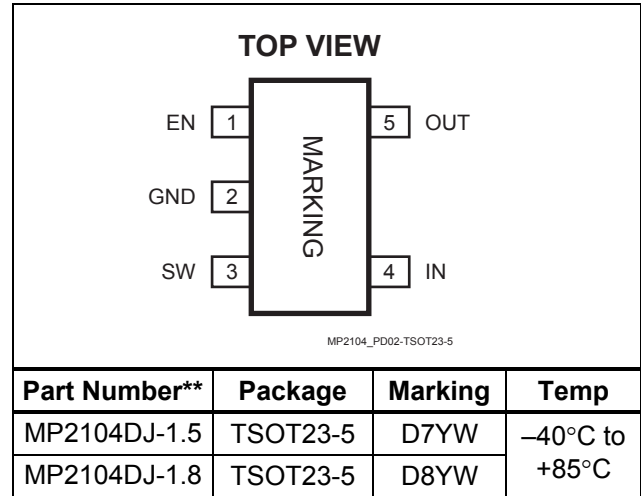 TOP VIEW
EN 1 5 OUT
MARKING
GND 2
SW 3 4 IN
MP2104_PD02-TSOT23-5
Part Number** Package Marking Temp
MP2104DJ-1.5 TSOT23-5 D7YW –40°C to
MP2104DJ-1.8 TSOT23-5 D8YW +85°C